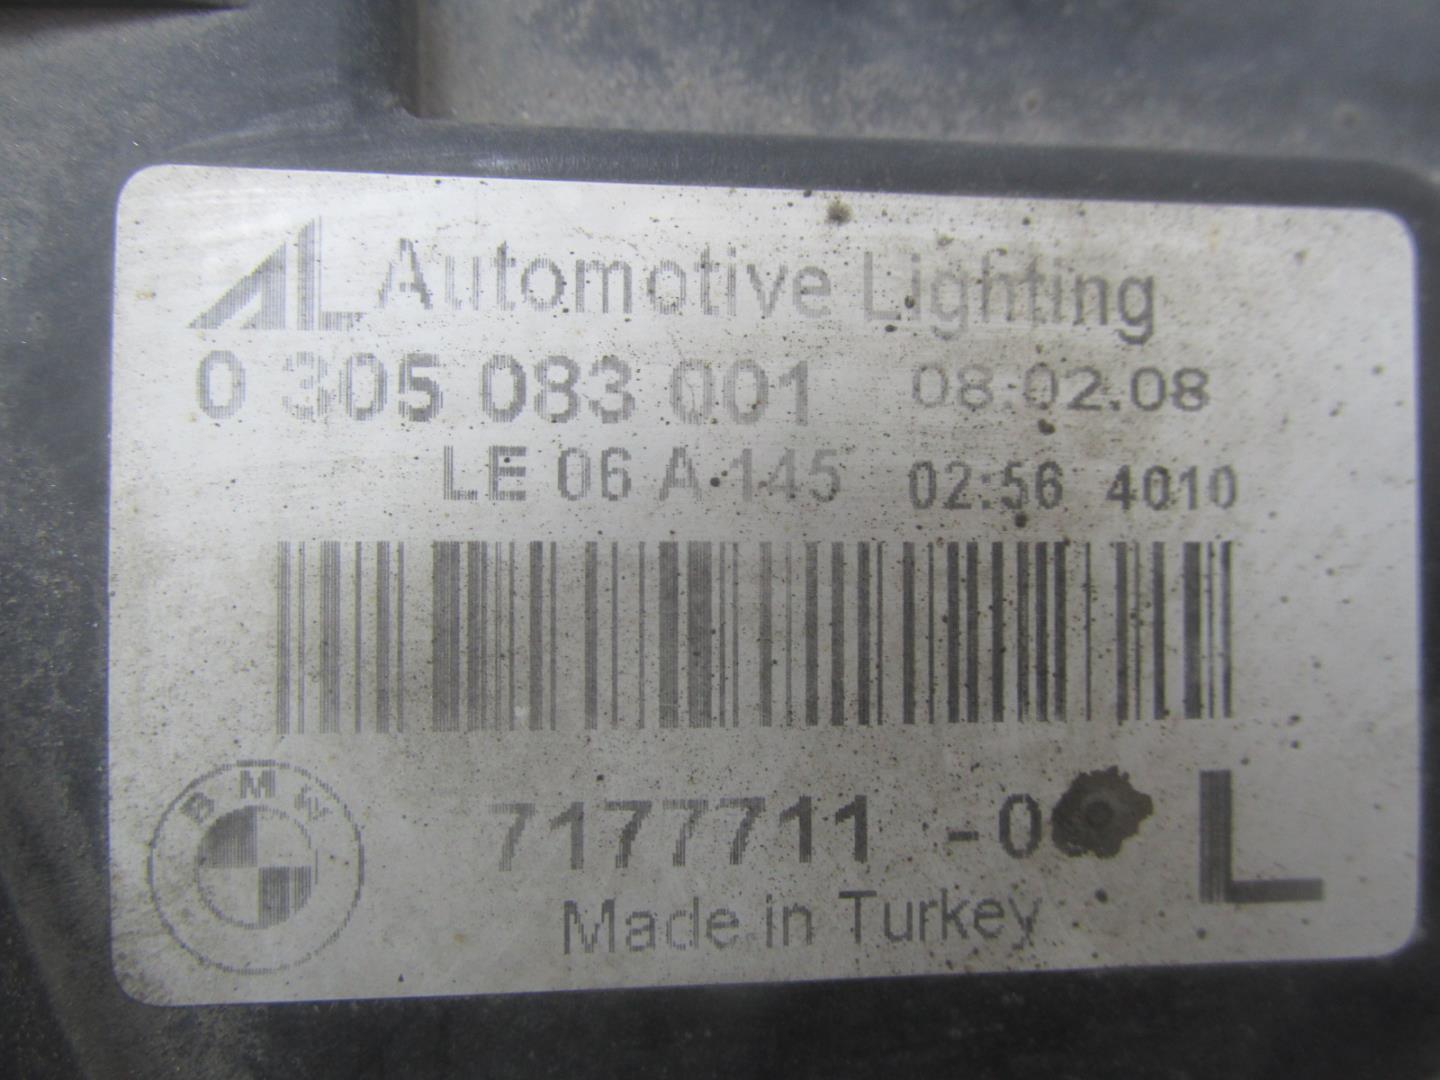 AL Automotive Lighting
0 305 083 001 08.02.08
LE 06 A 145 02:56 4010
BMW
7177711 -0 L
Made in Turkey